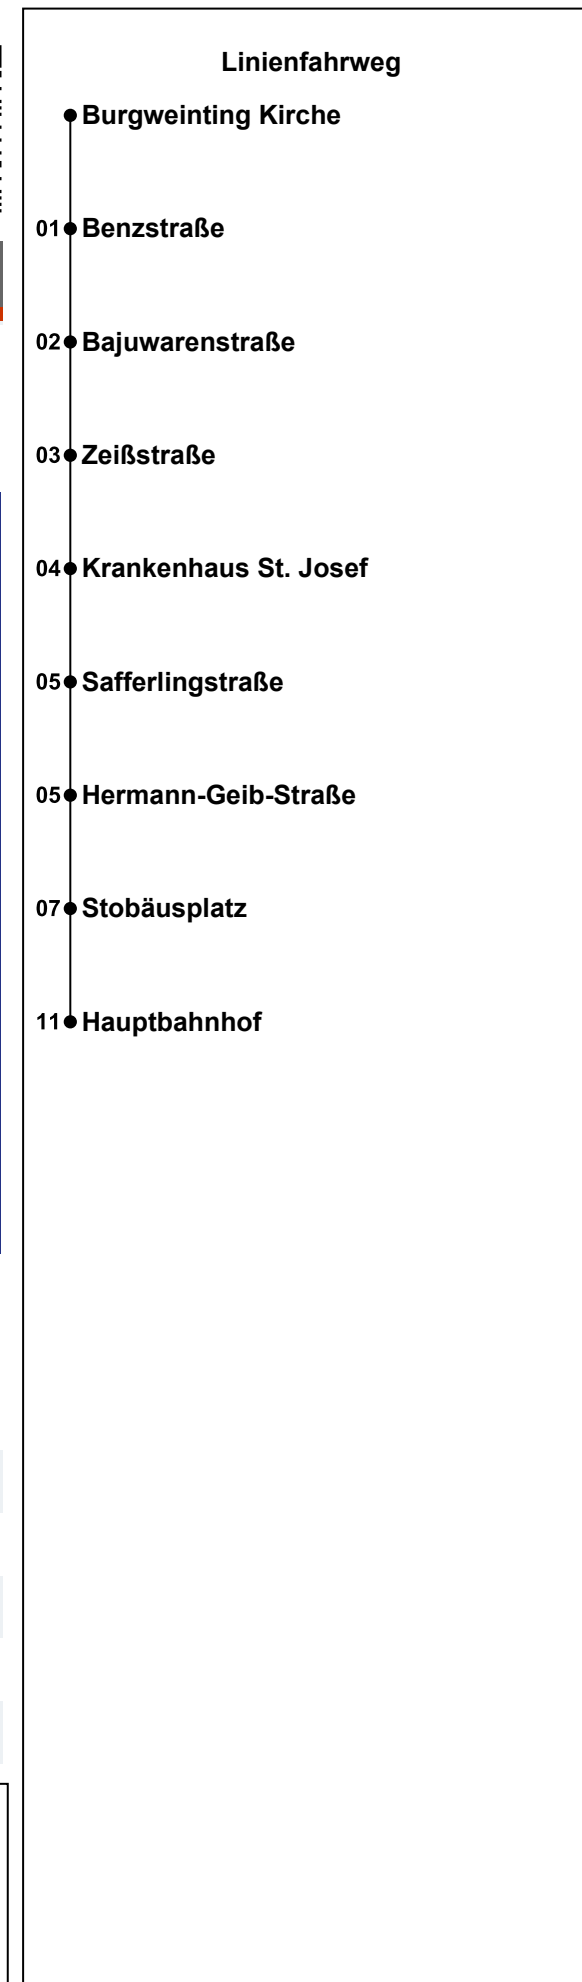 Linienfahrweg
Burgweinting Kirche
01 Benzstraße
02 Bajuwarenstraße
03 Zeißstraße
04 Krankenhaus St. Josef
05 Safferlingstraße
05 Hermann-Geib-Straße
07 Stobäusplatz
11 Hauptbahnhof